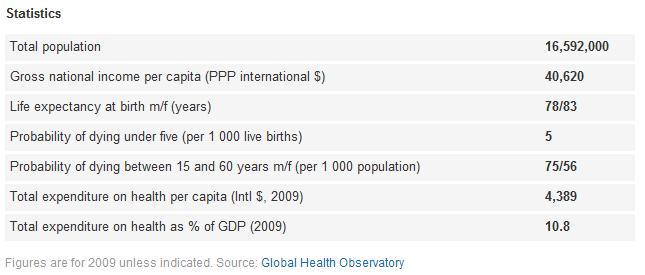 Statistics
Total population 16,592,000
Gross national income per capita (PPP international $) 40,620
Life expectancy at birth m/f (years) 78/83
Probability of dying under five (per 1 000 live births) 5
Probability of dying between 15 and 60 years m/f (per 1 000 population) 75/56
Total expenditure on health per capita (Intl $, 2009) 4,389
Total expenditure on health as % of GDP (2009) 10.8
Figures are for 2009 unless indicated. Source: Global Health Observatory